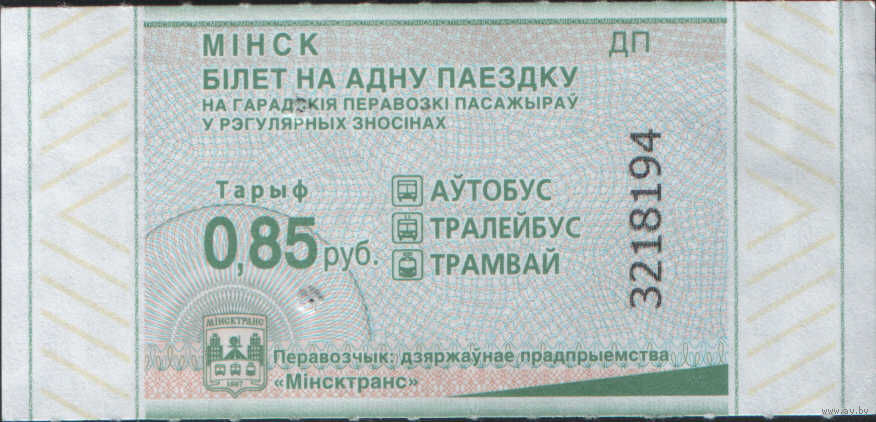 МІНСК
ДП
БІЛЕТ НА АДНУ ПАЕЗДКУ
НА ГАРАДСКІЯ ПЕРАВОЗКІ ПАСАЖЫРАЎ
У РЭГУЛЯРНЫХ ЗНОСІНАХ
Тарыф
0,85 руб.
АЎТОБУС
ТРАЛЕЙБУС
ТРАМВАЙ
3218194
МІНСКТРАНС
Перавозчык: дзяржаўнае прадпрыемства
«Мінсктранс»
www.ay.by